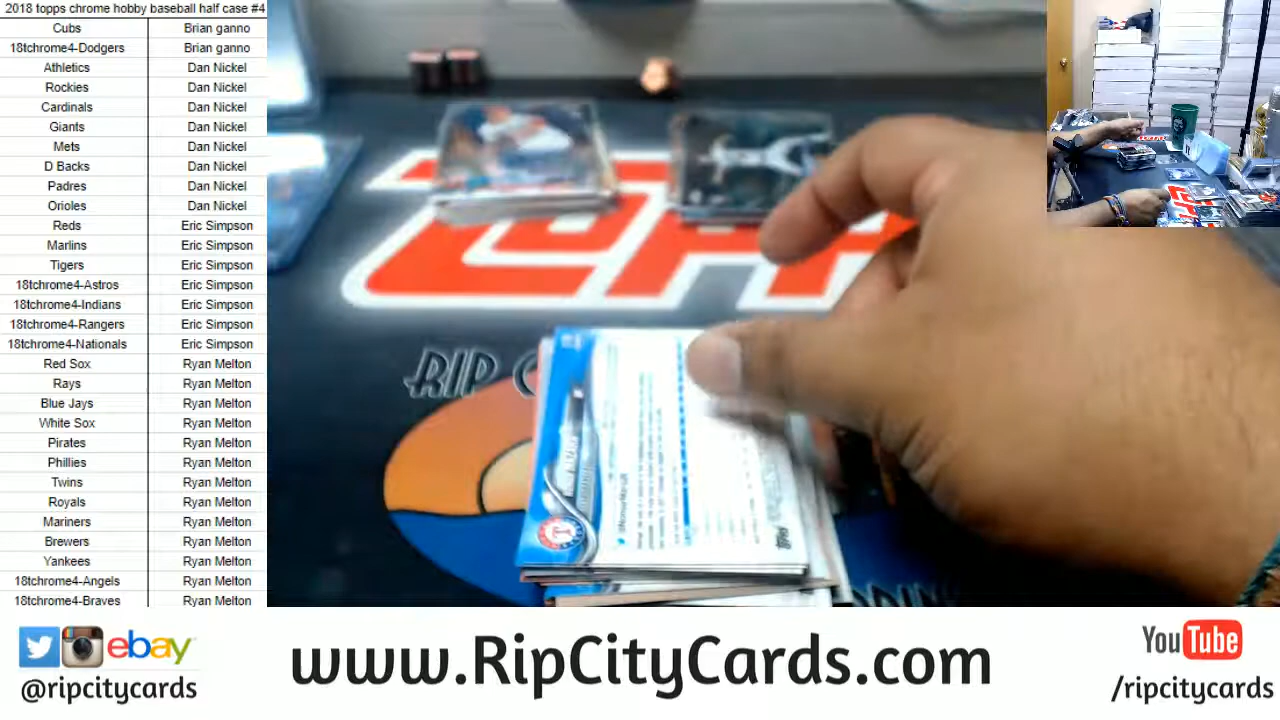 2018 topps chrome hobby baseball half case #4
Cubs Brian ganno
18tchrome4-Dodgers Brian ganno
Athletics Dan Nickel
Rockies Dan Nickel
Cardinals Dan Nickel
Giants Dan Nickel
Mets Dan Nickel
D Backs Dan Nickel
Padres Dan Nickel
Orioles Dan Nickel
Reds Eric Simpson
Marlins Eric Simpson
Tigers Eric Simpson
18tchrome4-Astros Eric Simpson
18tchrome4-Indians Eric Simpson
18tchrome4-Rangers Eric Simpson
18tchrome4-Nationals Eric Simpson
Red Sox Ryan Melton
Rays Ryan Melton
Blue Jays Ryan Melton
White Sox Ryan Melton
Pirates Ryan Melton
Phillies Ryan Melton
Twins Ryan Melton
Royals Ryan Melton
Mariners Ryan Melton
Brewers Ryan Melton
Yankees Ryan Melton
18tchrome4-Angels Ryan Melton
18tchrome4-Braves Ryan Melton
RIP
ebay
@ripcitycards
www.RipCityCards.com
YouTube
/ripcitycards